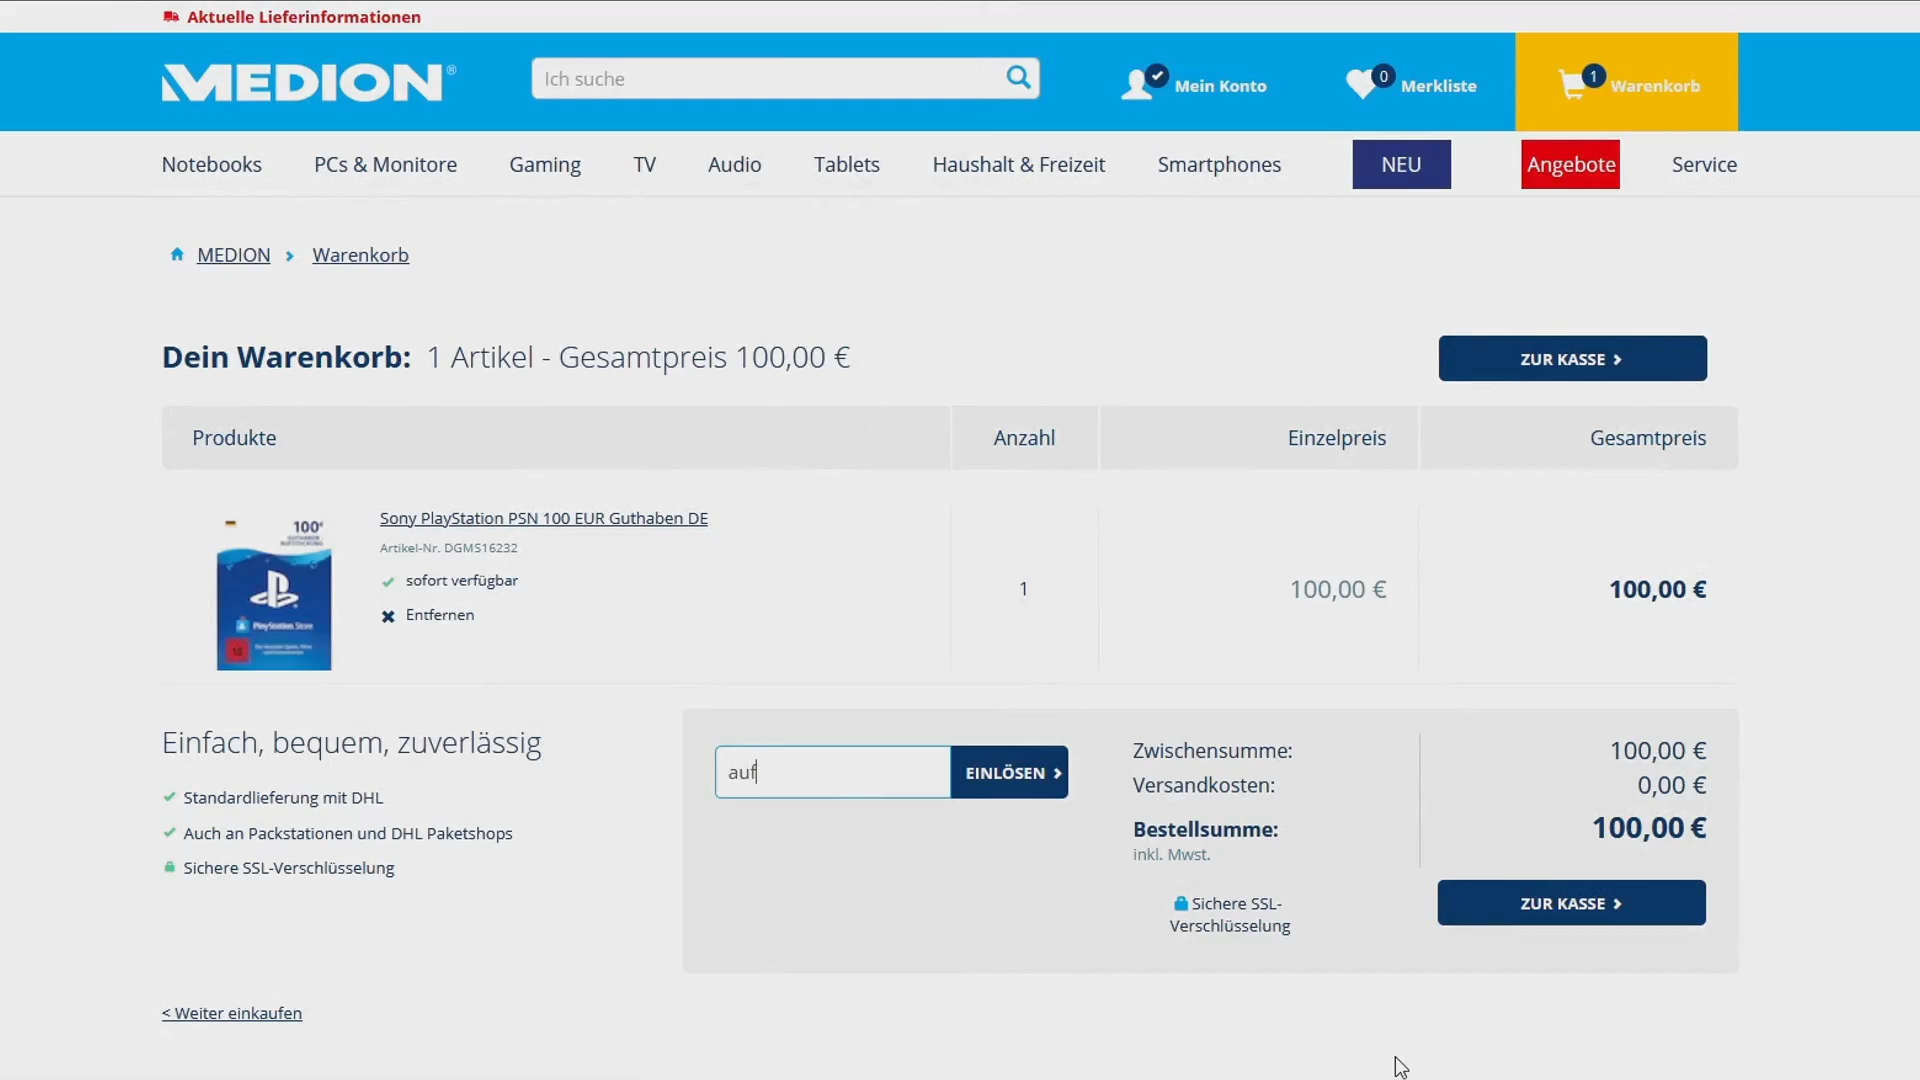 Aktuelle Lieferinformationen
MEDION®
Ich suche
Mein Konto
0
Merkliste
1
Warenkorb
Notebooks
PCs & Monitore
Gaming
TV
Audio
Tablets
Haushalt & Freizeit
Smartphones
NEU
Angebote
Service
MEDION
Warenkorb
Dein Warenkorb: 1 Artikel - Gesamtpreis 100,00 €
ZUR KASSE
Produkte
Anzahl
Einzelpreis
Gesamtpreis
100€
PlayStation Store
18
Sony PlayStation PSN 100 EUR Guthaben DE
Artikel-Nr. DGMS16232
sofort verfügbar
Entfernen
1
100,00 €
100,00 €
Einfach, bequem, zuverlässig
Standardlieferung mit DHL
Auch an Packstationen und DHL Paketshops
Sichere SSL-Verschlüsselung
auf
EINLÖSEN
Zwischensumme: 100,00 €
Versandkosten: 0,00 €
Bestellsumme: 100,00 €
inkl. Mwst.
Sichere SSL-
Verschlüsselung
ZUR KASSE
< Weiter einkaufen